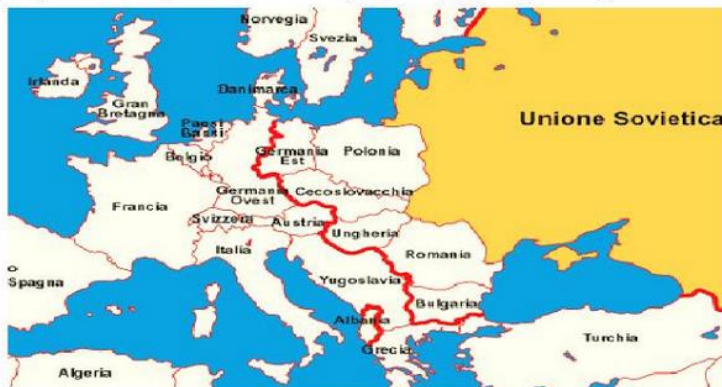 Norvegia
Svezia
Irlanda
Danimarca
Gran
Bretagna
Paesi
Bassi
Unione Sovietica
Germania
Est
Polonia
Belgio
Cecoslovacchia
Germania
Ovest
Francia
Svizzera
Austria
Ungheria
Italia
Romania
o
Spagna
Yugoslavia
Bulgaria
Albania
Turchia
Grecia
Algeria